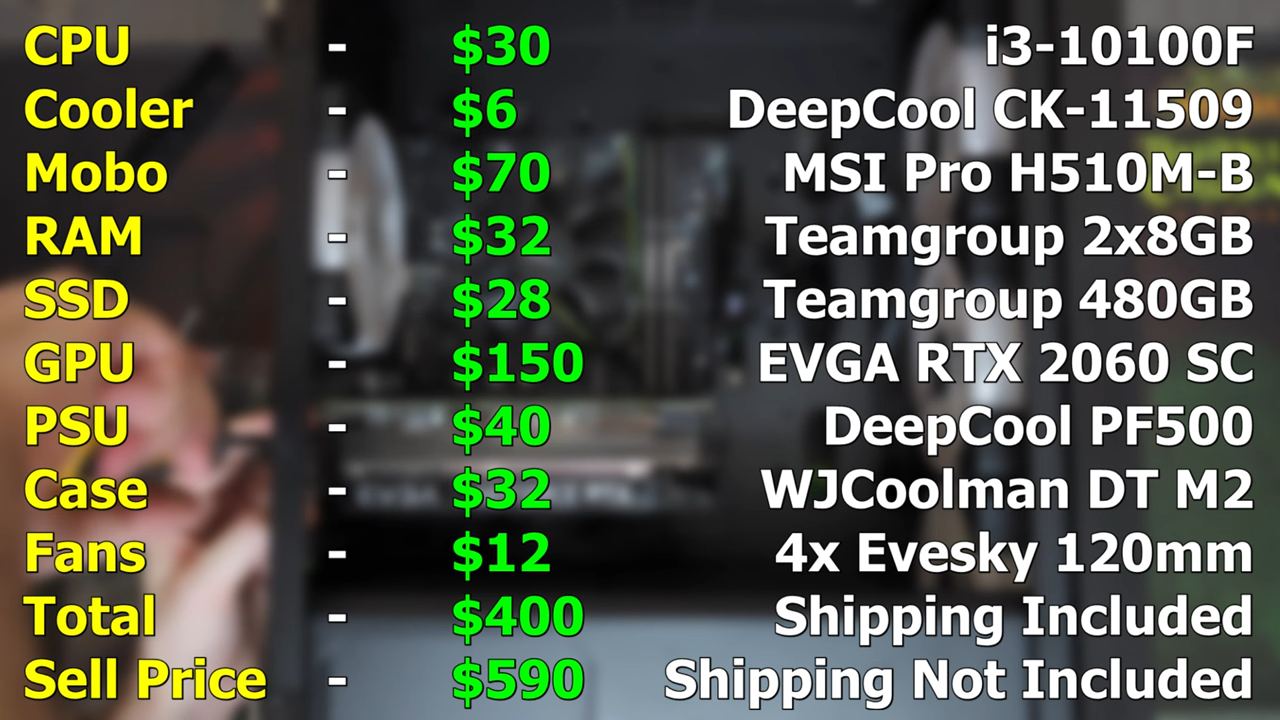 CPU - $30 i3-10100F
Cooler - $6 DeepCool CK-11509
Mobo - $70 MSI Pro H510M-B
RAM - $32 Teamgroup 2x8GB
SSD - $28 Teamgroup 480GB
GPU - $150 EVGA RTX 2060 SC
PSU - $40 DeepCool PF500
Case - $32 WJCoolman DT M2
Fans - $12 4x Evesky 120mm
Total - $400 Shipping Included
Sell Price - $590 Shipping Not Included